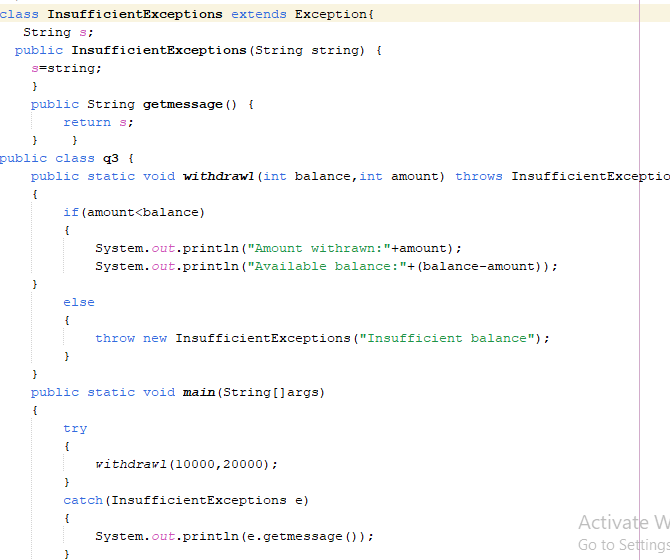 class InsufficientExceptions extends Exception{
String s;
public InsufficientExceptions(String string) {
s=string;
}
public String getmessage() {
return s;
} }
public class q3 {
public static void withdrawl(int balance,int amount) throws InsufficientExceptio
{
if(amount<balance)
{
System.out.println("Amount withrawn:"+amount);
System.out.println("Available balance:"+(balance-amount));
}
else
{
throw new InsufficientExceptions("Insufficient balance");
}
}
public static void main(String[]args)
{
try
{
withdrawl(10000,20000);
}
catch(InsufficientExceptions e)
{
System.out.println(e.getmessage());
}
Activate W
Go to Settings